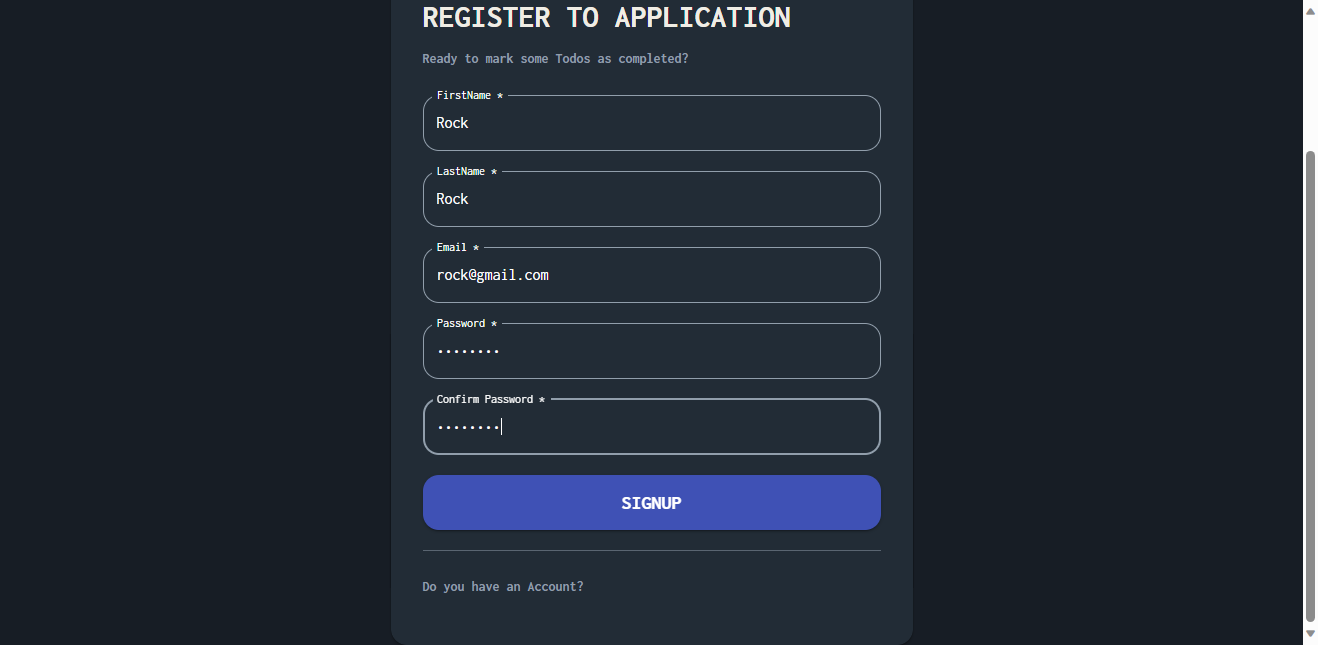 REGISTER TO APPLICATION
Ready to mark some Todos as completed?
FirstName *
Rock
LastName *
Rock
Email *
rock@gmail.com
Password *
••••••••
Confirm Password *
••••••••
SIGNUP
Do you have an Account?